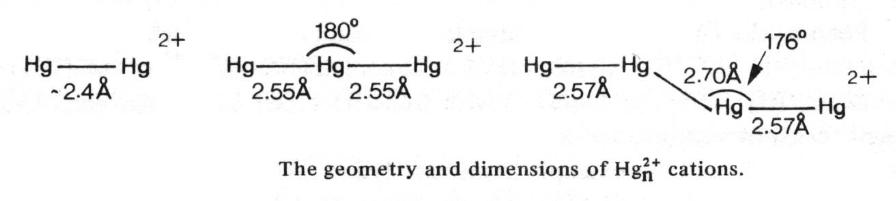 Hg—Hg 2+
~2.4Å
180°
Hg—Hg—Hg 2+
2.55Å 2.55Å
Hg—Hg
2.57Å
2.70Å
176°
Hg—Hg 2+
2.57Å
The geometry and dimensions of Hg_n^{2+} cations.